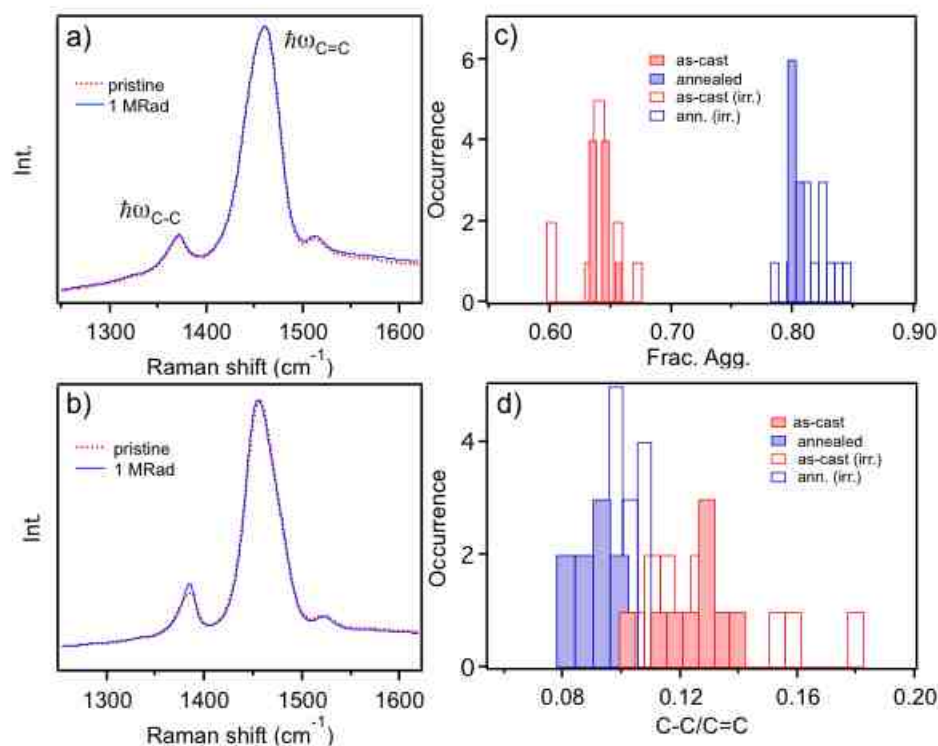 a)
ℏω_C=C
pristine
1 MRad
Int.
ℏω_C-C
1300
1400
1500
1600
Raman shift (cm⁻¹)
b)
pristine
1 MRad
Int.
1300
1400
1500
1600
Raman shift (cm⁻¹)
c)
as-cast
annealed
as-cast (irr.)
ann. (irr.)
Occurrence
6
4
2
0
0.60
0.70
0.80
0.90
Frac. Agg.
d)
as-cast
annealed
as-cast (irr.)
ann. (irr.)
Occurrence
4
2
0
0.08
0.12
0.16
0.20
C-C/C=C